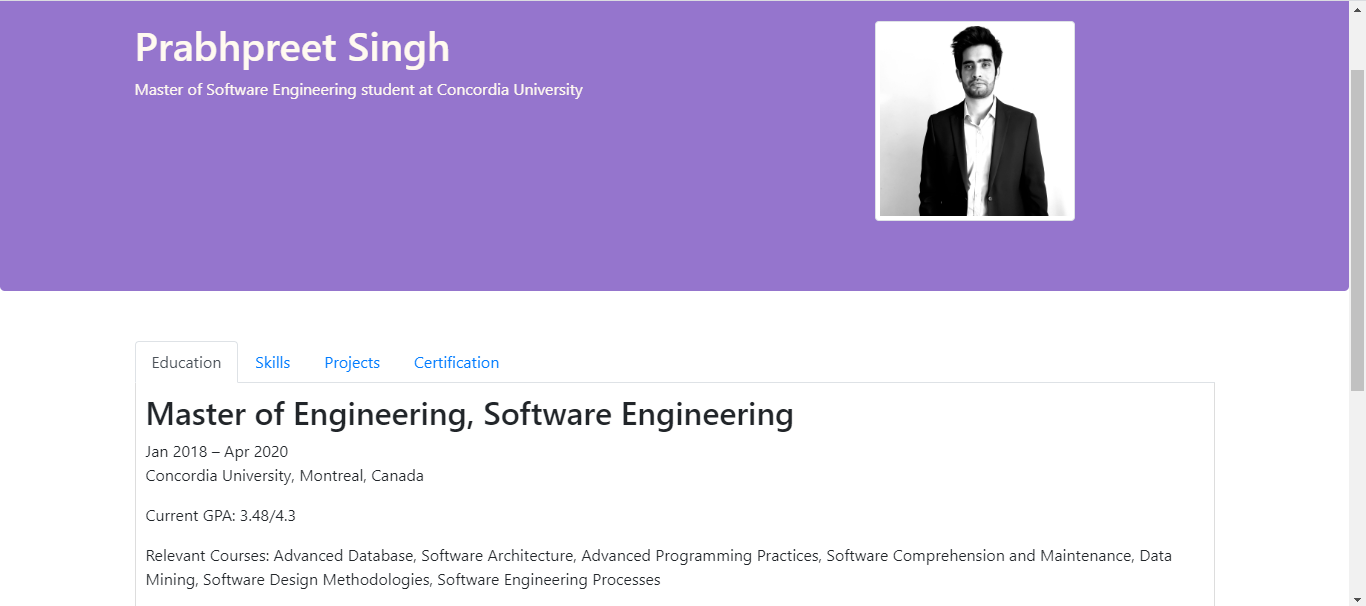 Prabhpreet Singh
Master of Software Engineering student at Concordia University
Education Skills Projects Certification
Master of Engineering, Software Engineering
Jan 2018 – Apr 2020
Concordia University, Montreal, Canada
Current GPA: 3.48/4.3
Relevant Courses: Advanced Database, Software Architecture, Advanced Programming Practices, Software Comprehension and Maintenance, Data
Mining, Software Design Methodologies, Software Engineering Processes